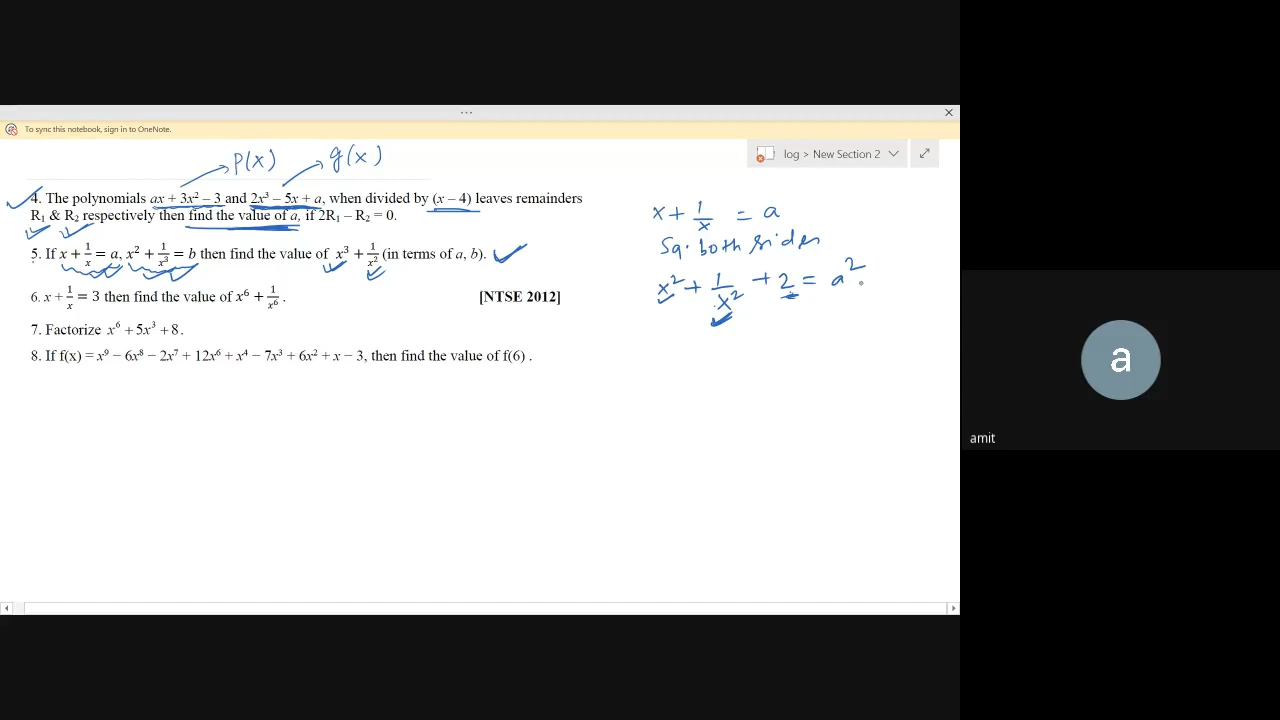 To sync this notebook, sign in to OneNote.
log > New Section 2
P(x) g(x)
4. The polynomials ax + 3x² – 3 and 2x³ – 5x + a, when divided by (x – 4) leaves remainders
R₁ & R₂ respectively then find the value of a, if 2R₁ – R₂ = 0.
5. If x + 1/x = a, x² + 1/x³ = b then find the value of x³ + 1/x² (in terms of a, b).
6. x + 1/x = 3 then find the value of x⁶ + 1/x⁶ . [NTSE 2012]
7. Factorize x⁶ + 5x³ + 8 .
8. If f(x) = x⁹ – 6x⁸ – 2x⁷ + 12x⁶ + x⁴ – 7x³ + 6x² + x – 3, then find the value of f(6) .
x + 1/x = a
Sq. both sides
x² + 1/x² + 2 = a²
a
amit